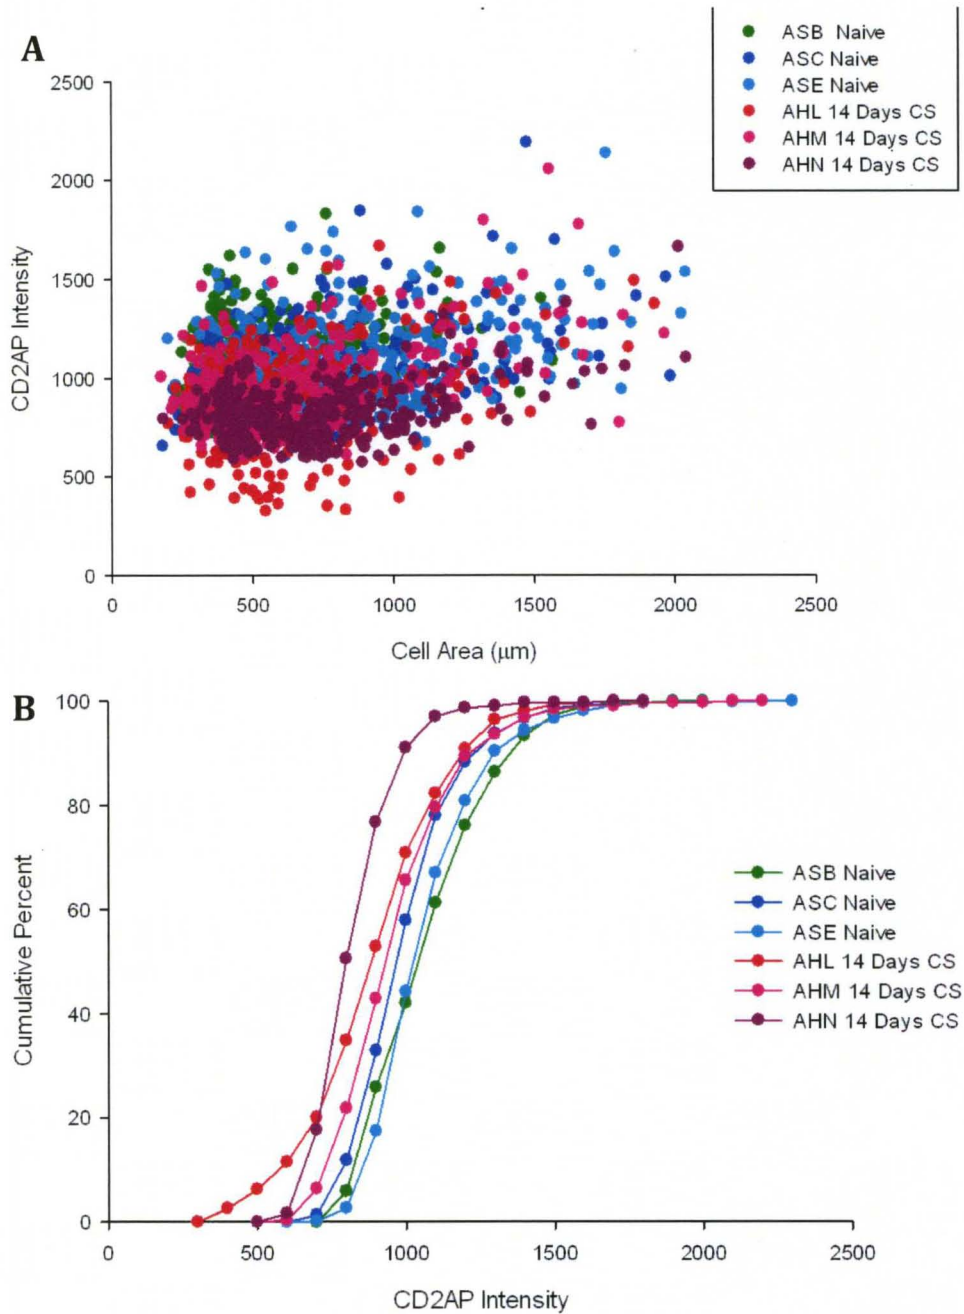 A
ASB Naive
ASC Naive
ASE Naive
AHL 14 Days CS
AHM 14 Days CS
AHN 14 Days CS
2500
2000
1500
1000
500
0
CD2AP Intensity
0 500 1000 1500 2000 2500
Cell Area (μm)
B
100
80
60
40
20
0
Cumulative Percent
ASB Naive
ASC Naive
ASE Naive
AHL 14 Days CS
AHM 14 Days CS
AHN 14 Days CS
0 500 1000 1500 2000 2500
CD2AP Intensity